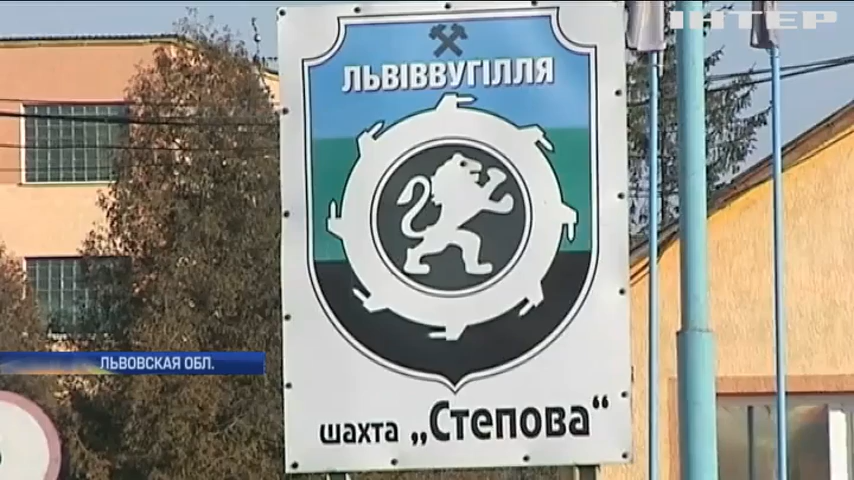 ІНТЕР
ЛЬВІВВУГІЛЛЯ
ЛЬВОВСКАЯ ОБЛ.
шахта „Степова“